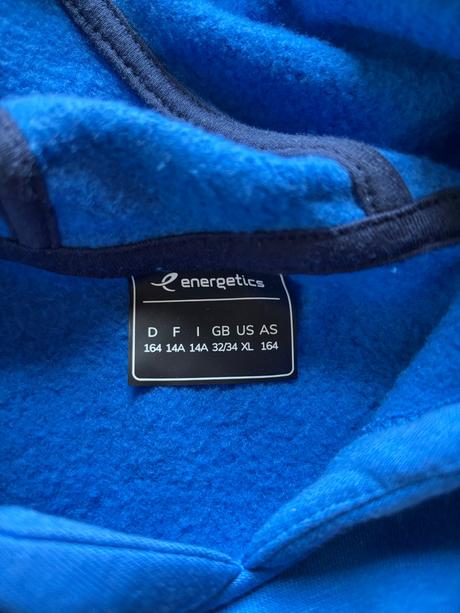 energetics
D F I GB US AS
164 14A 14A 32/34 XL 164